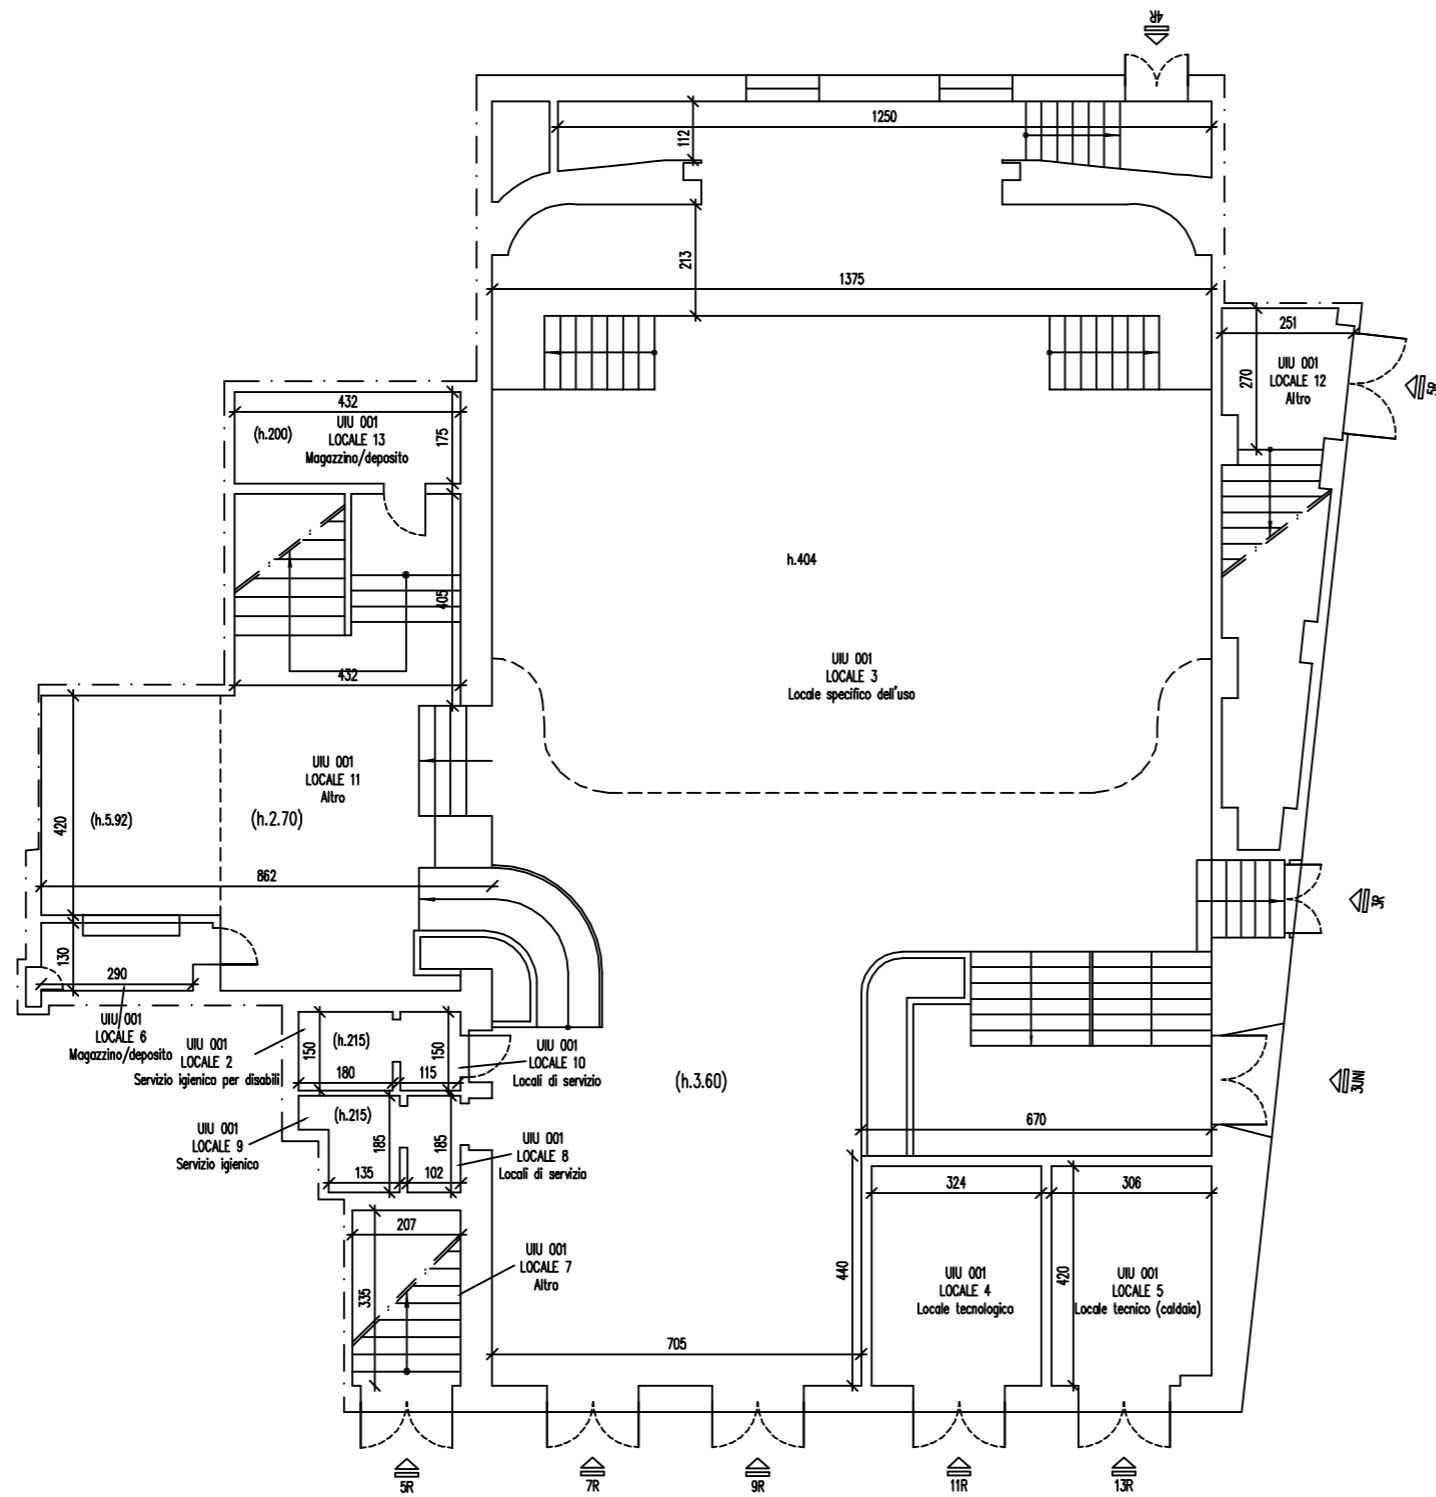 4R
1250
112
213
1375
251
270
UIU 001
LOCALE 12
Altro
5R
432
(h.200)
UIU 001
LOCALE 13
Magazzino/deposito
175
405
432
h.404
UIU 001
LOCALE 3
Locale specifico dell'uso
UIU 001
LOCALE 11
Altro
(h.5.92)
(h.2.70)
420
862
3R
130
290
UIU 001
LOCALE 6
Magazzino/deposito
UIU 001
LOCALE 2
Servizio igienico per disabili
150
(h.215)
150
180
115
UIU 001
LOCALE 10
Locali di servizio
(h.3.60)
3UNI
(h.215)
UIU 001
LOCALE 9
Servizio igienico
185
185
135
102
UIU 001
LOCALE 8
Locali di servizio
670
324
306
207
335
UIU 001
LOCALE 7
Altro
440
420
UIU 001
LOCALE 4
Locale tecnologico
UIU 001
LOCALE 5
Locale tecnico (caldaia)
705
5R
7R
9R
11R
13R